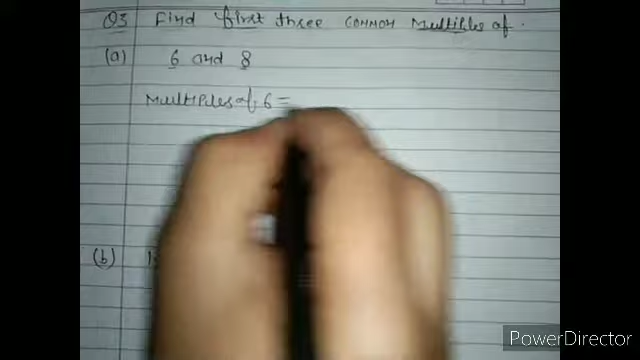 Q3 Find first three common multiples of.
(a) 6 and 8
Multiples of 6 =
(b)
PowerDirector